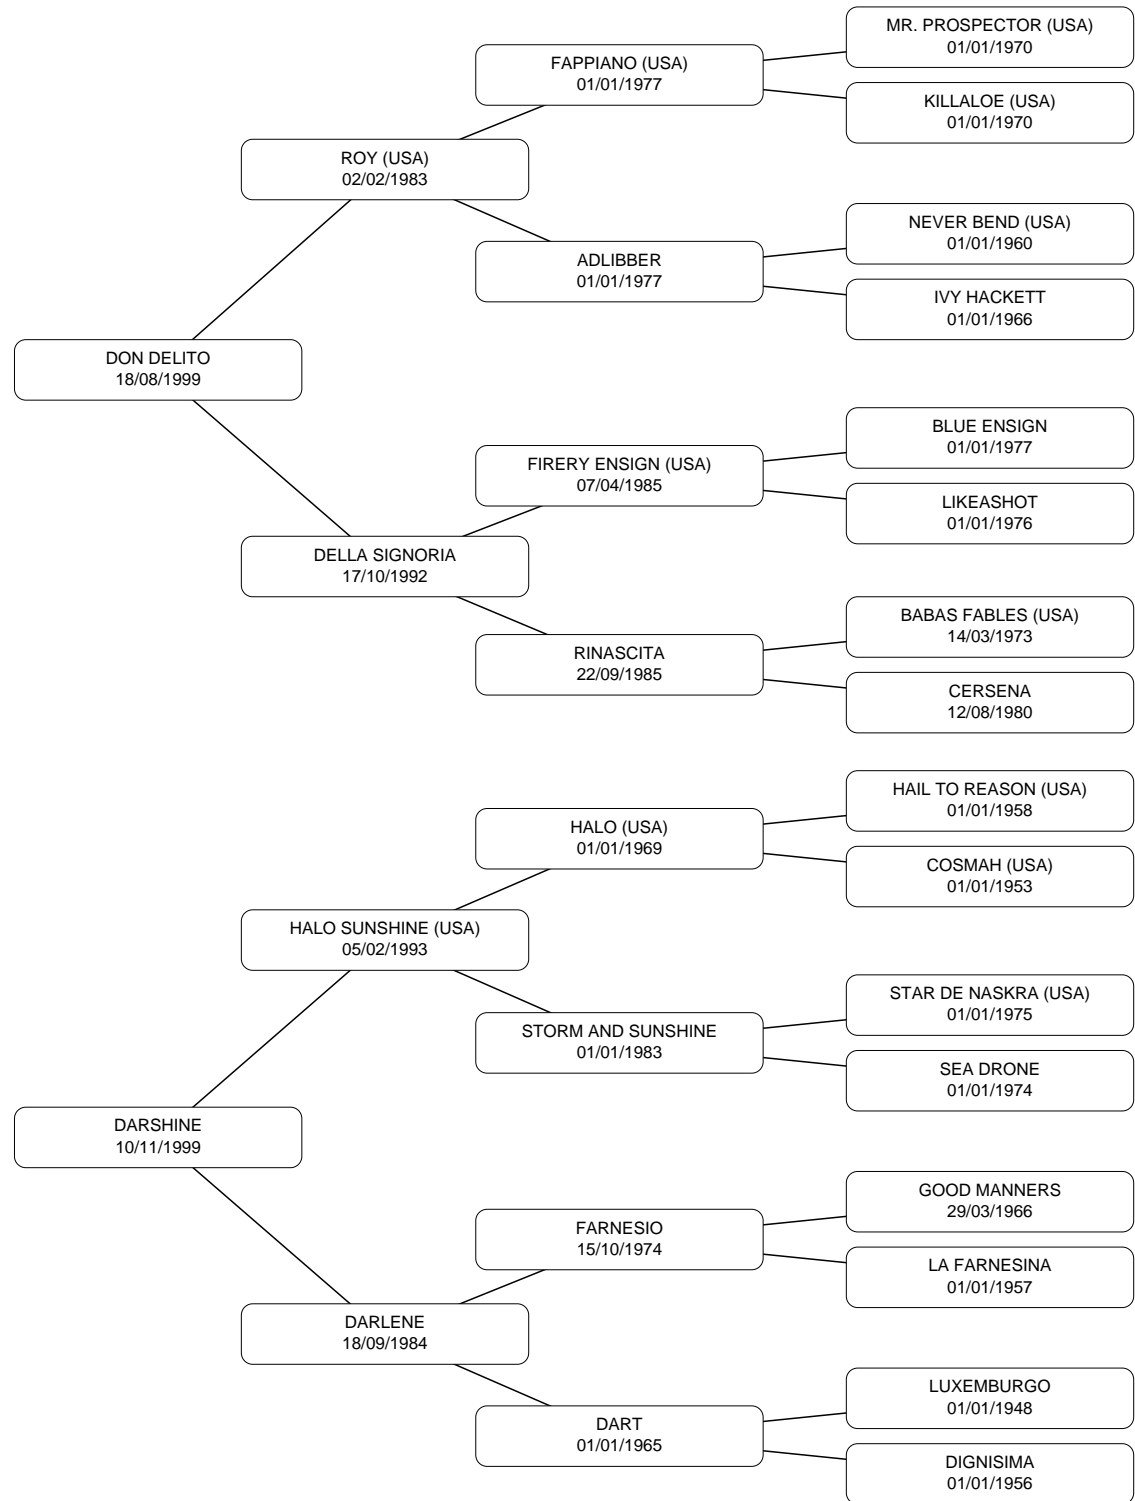 MR. PROSPECTOR (USA)
01/01/1970
FAPPIANO (USA)
01/01/1977
KILLALOE (USA)
01/01/1970
ROY (USA)
02/02/1983
NEVER BEND (USA)
01/01/1960
ADLIBBER
01/01/1977
IVY HACKETT
01/01/1966
DON DELITO
18/08/1999
BLUE ENSIGN
01/01/1977
FIRERY ENSIGN (USA)
07/04/1985
LIKEASHOT
01/01/1976
DELLA SIGNORIA
17/10/1992
BABAS FABLES (USA)
14/03/1973
RINASCITA
22/09/1985
CERSENA
12/08/1980
HAIL TO REASON (USA)
01/01/1958
HALO (USA)
01/01/1969
COSMAH (USA)
01/01/1953
HALO SUNSHINE (USA)
05/02/1993
STAR DE NASKRA (USA)
01/01/1975
STORM AND SUNSHINE
01/01/1983
SEA DRONE
01/01/1974
DARSHINE
10/11/1999
GOOD MANNERS
29/03/1966
FARNESIO
15/10/1974
LA FARNESINA
01/01/1957
DARLENE
18/09/1984
LUXEMBURGO
01/01/1948
DART
01/01/1965
DIGNISIMA
01/01/1956